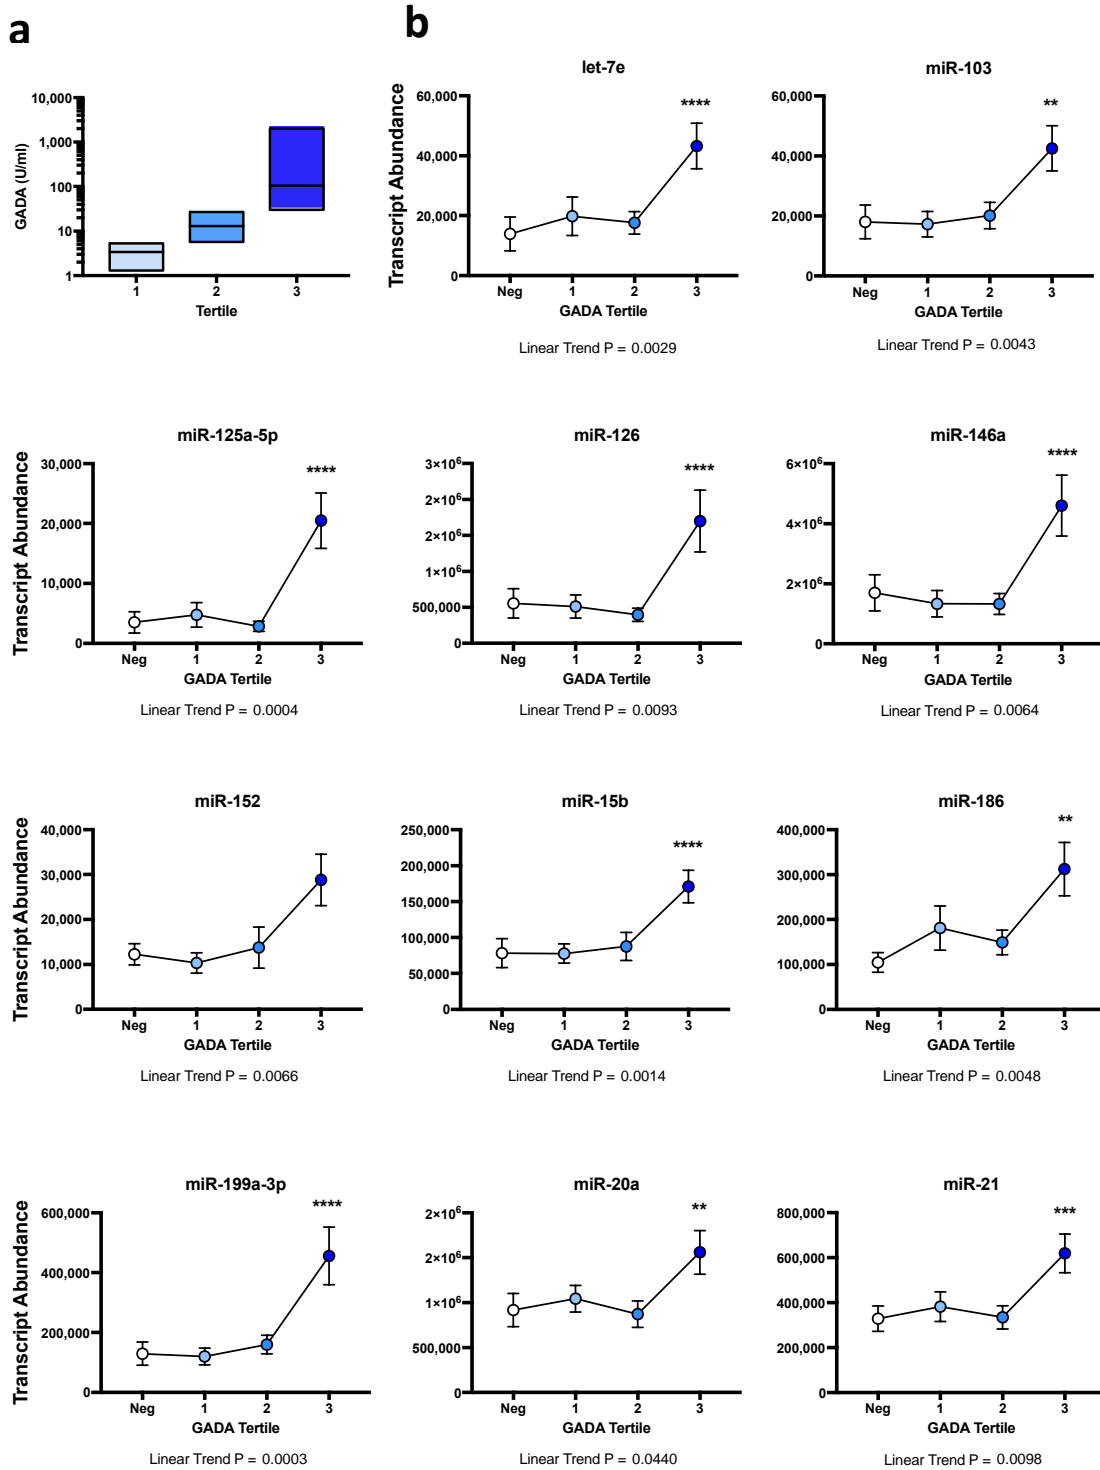 a
b
GADA (U/ml)
10,000
1,000
100
10
1
1 2 3
Tertile
let-7e
Transcript Abundance
60,000
40,000
20,000
0
Neg 1 2 3
GADA Tertile
Linear Trend P = 0.0029
****
miR-103
60,000
40,000
20,000
0
Neg 1 2 3
GADA Tertile
Linear Trend P = 0.0043
**
miR-125a-5p
Transcript Abundance
30,000
20,000
10,000
0
Neg 1 2 3
GADA Tertile
Linear Trend P = 0.0004
****
miR-126
3×10⁶
2×10⁶
2×10⁶
1×10⁶
500,000
0
Neg 1 2 3
GADA Tertile
Linear Trend P = 0.0093
****
miR-146a
6×10⁶
4×10⁶
2×10⁶
0
Neg 1 2 3
GADA Tertile
Linear Trend P = 0.0064
****
miR-152
Transcript Abundance
40,000
30,000
20,000
10,000
0
Neg 1 2 3
GADA Tertile
Linear Trend P = 0.0066
miR-15b
250,000
200,000
150,000
100,000
50,000
0
Neg 1 2 3
GADA Tertile
Linear Trend P = 0.0014
****
miR-186
400,000
300,000
200,000
100,000
0
Neg 1 2 3
GADA Tertile
Linear Trend P = 0.0048
**
miR-199a-3p
Transcript Abundance
600,000
400,000
200,000
0
Neg 1 2 3
GADA Tertile
Linear Trend P = 0.0003
****
miR-20a
2×10⁶
2×10⁶
1×10⁶
500,000
0
Neg 1 2 3
GADA Tertile
Linear Trend P = 0.0440
**
miR-21
800,000
600,000
400,000
200,000
0
Neg 1 2 3
GADA Tertile
Linear Trend P = 0.0098
***